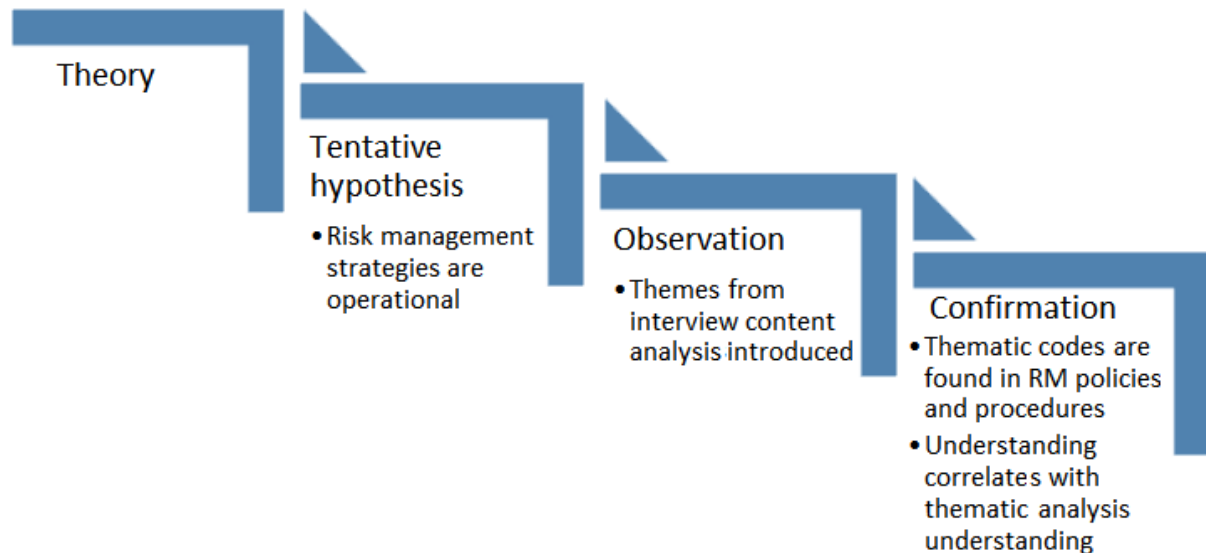 Theory
Tentative
hypothesis
•Risk management
strategies are
operational
Observation
•Themes from
interview content
analysis introduced
Confirmation
•Thematic codes are
found in RM policies
and procedures
•Understanding
correlates with
thematic analysis
understanding